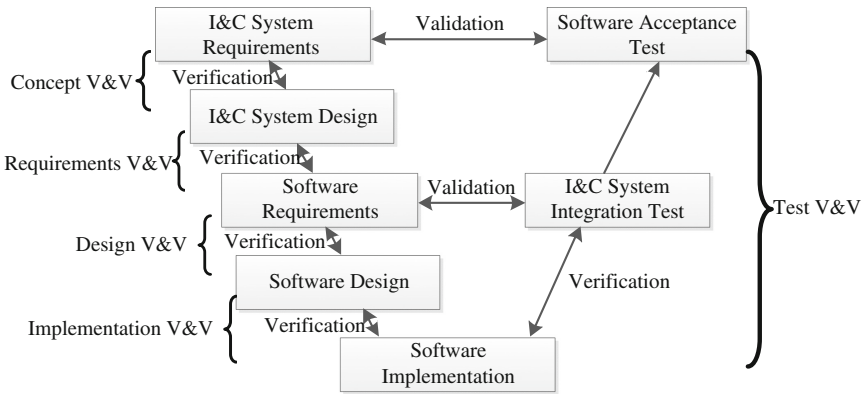 I&C System
Requirements
Validation
Software Acceptance
Test
Concept V&V
Verification
I&C System Design
Requirements V&V
Verification
Software
Requirements
Validation
I&C System
Integration Test
Test V&V
Design V&V
Verification
Software Design
Verification
Implementation V&V
Verification
Software
Implementation